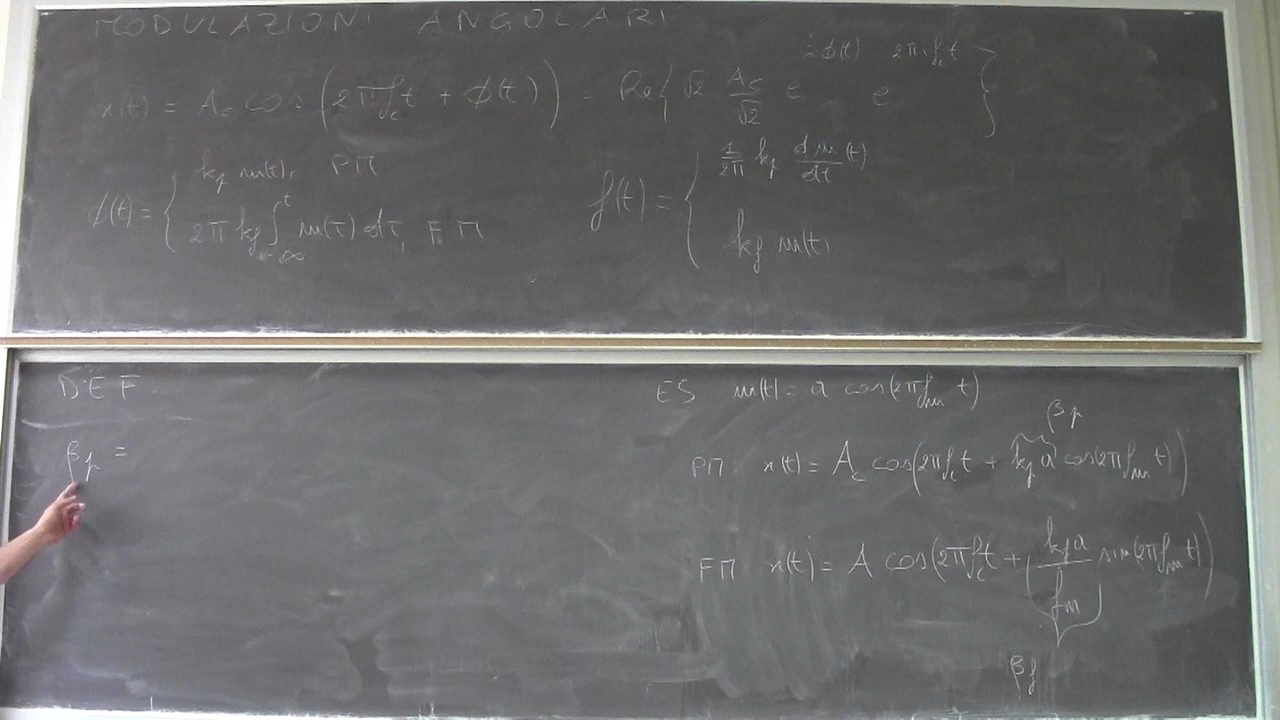 MODULAZIONI ANGOLARI
x(t) = A_c cos(2πf_c t + φ(t)) = Re{√2 A_c/√2 e^{jφ(t)} e^{j2πf_c t}}
φ(t) = { k_p m(t), PM
2π k_f ∫_{-∞}^{t} m(τ) dτ, FM
f(t) = { 1/2π k_p d m(t)/dt
k_f m(t)
DEF
β_p =
ES m(t) = a cos(2πf_m t)
β_p
PM x(t) = A_c cos(2πf_c t + k_p a cos(2πf_m t))
FM x(t) = A cos(2πf_c t + k_f a/f_m sin(2πf_m t))
β_f